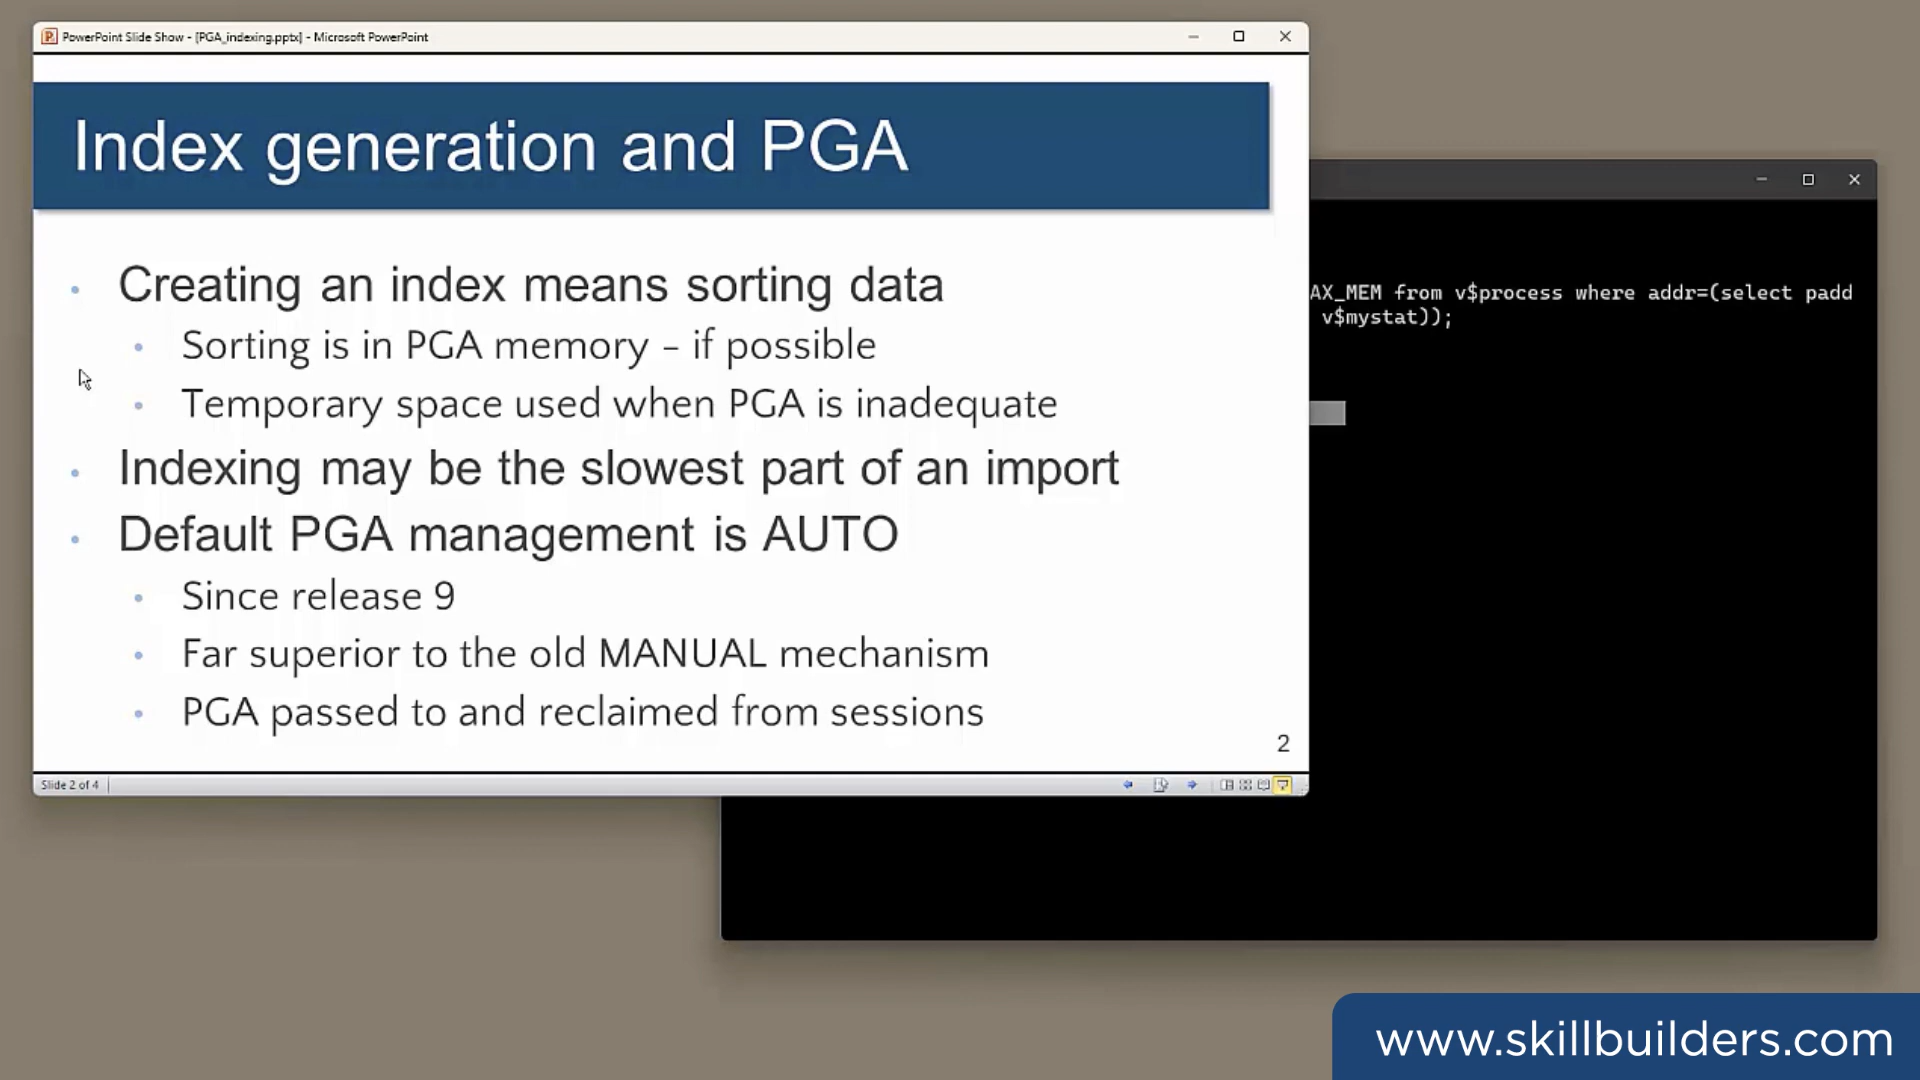 PowerPoint Slide Show - [PGA_indexing.pptx] - Microsoft PowerPoint
Index generation and PGA
• Creating an index means sorting data
• Sorting is in PGA memory – if possible
• Temporary space used when PGA is inadequate
• Indexing may be the slowest part of an import
• Default PGA management is AUTO
• Since release 9
• Far superior to the old MANUAL mechanism
• PGA passed to and reclaimed from sessions
2
Slide 2 of 4
AX_MEM from v$process where addr=(select padd
v$mystat));
www.skillbuilders.com